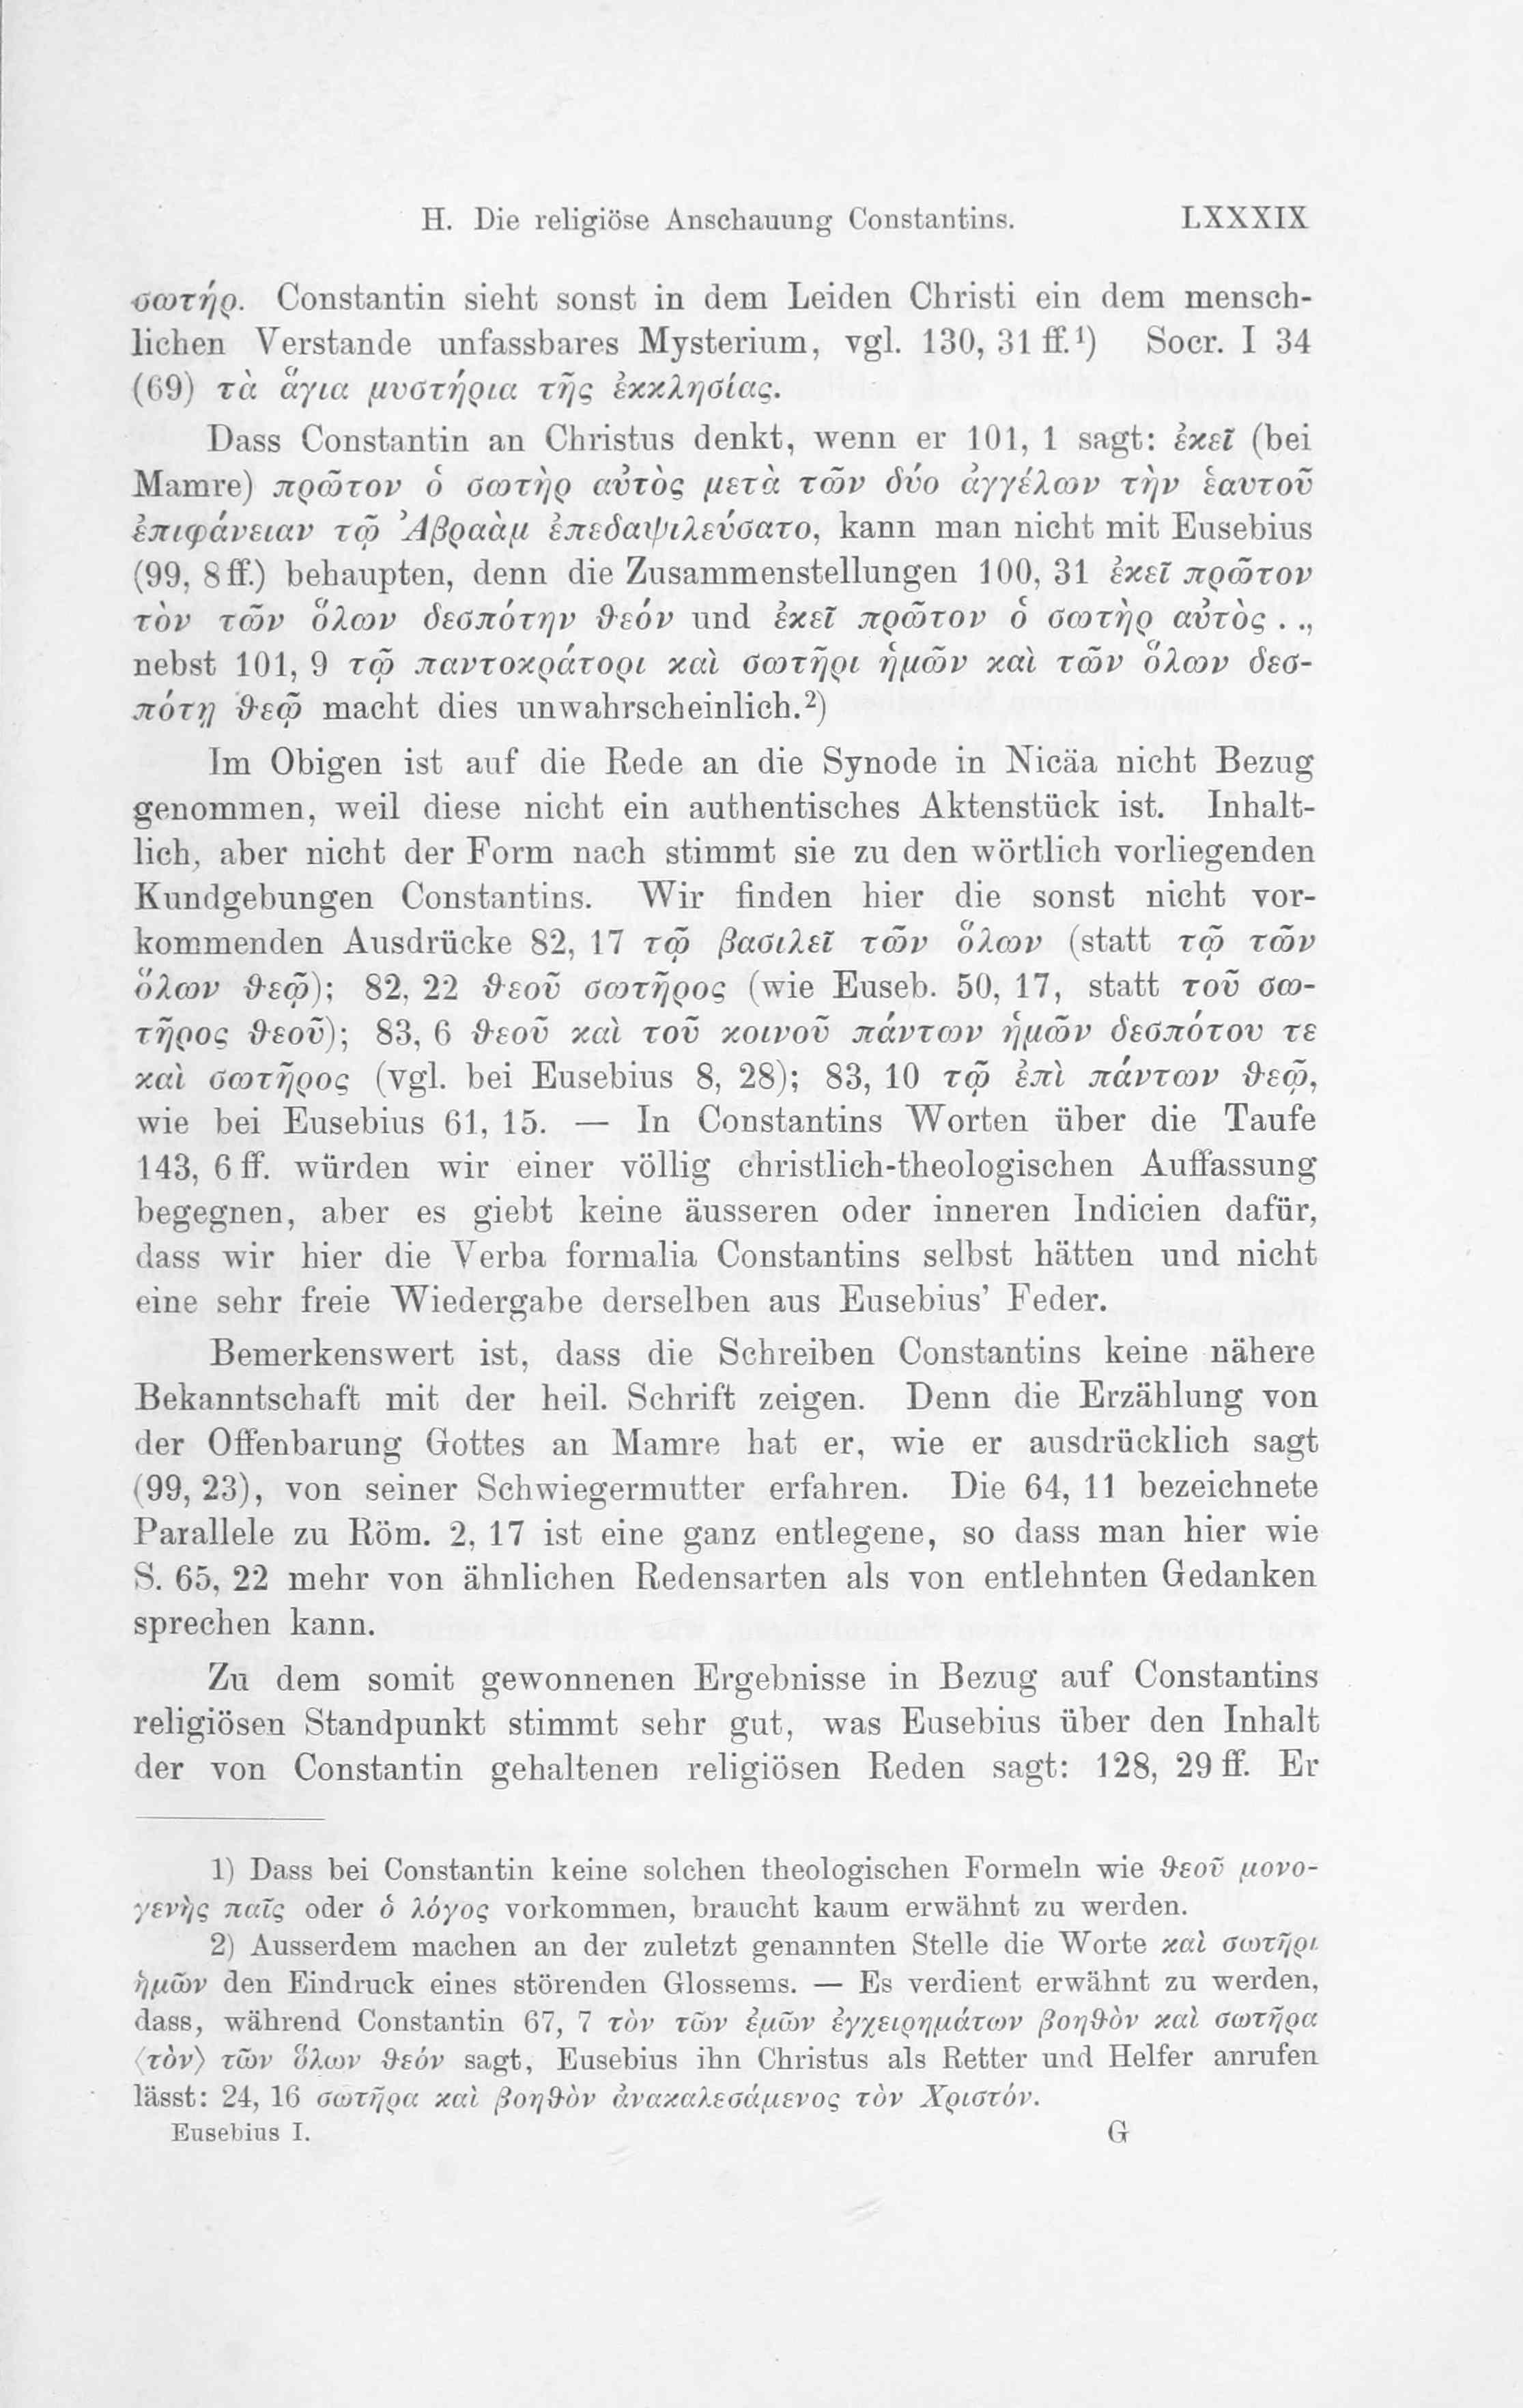 H. Die religiöse Anschauung Constantins. LXXXIX
σωτήρ. Constantin sieht sonst in dem Leiden Christi ein dem mensch-
lichen Verstande unfassbares Mysterium, vgl. 130, 31 ff.¹) Socr. I 34
(69) τὰ ἅγια μυστήρια τῆς ἐκκλησίας.
Dass Constantin an Christus denkt, wenn er 101, 1 sagt: ἐκεῖ (bei
Mamre) πρῶτον ὁ σωτὴρ αὐτὸς μετὰ τῶν δύο ἀγγέλων τὴν ἑαυτοῦ
ἐπιφάνειαν τῷ Ἀβραὰμ ἐπεδαψιλεύσατο, kann man nicht mit Eusebius
(99, 8 ff.) behaupten, denn die Zusammenstellungen 100, 31 ἐκεῖ πρῶτον
τὸν τῶν ὅλων δεσπότην θεόν und ἐκεῖ πρῶτον ὁ σωτὴρ αὐτὸς . .,
nebst 101, 9 τῷ παντοκράτορι καὶ σωτῆρι ἡμῶν καὶ τῶν ὅλων δεσ-
πότῃ θεῷ macht dies unwahrscheinlich.²)
Im Obigen ist auf die Rede an die Synode in Nicäa nicht Bezug
genommen, weil diese nicht ein authentisches Aktenstück ist. Inhalt-
lich, aber nicht der Form nach stimmt sie zu den wörtlich vorliegenden
Kundgebungen Constantins. Wir finden hier die sonst nicht vor-
kommenden Ausdrücke 82, 17 τῷ βασιλεῖ τῶν ὅλων (statt τῷ τῶν
ὅλων θεῷ); 82, 22 θεοῦ σωτῆρος (wie Euseb. 50, 17, statt τοῦ σω-
τῆρος θεοῦ); 83, 6 θεοῦ καὶ τοῦ κοινοῦ πάντων ἡμῶν δεσπότου τε
καὶ σωτῆρος (vgl. bei Eusebius 8, 28); 83, 10 τῷ ἐπὶ πάντων θεῷ,
wie bei Eusebius 61, 15. — In Constantins Worten über die Taufe
143, 6 ff. würden wir einer völlig christlich-theologischen Auffassung
begegnen, aber es giebt keine äusseren oder inneren Indicien dafür,
dass wir hier die Verba formalia Constantins selbst hätten und nicht
eine sehr freie Wiedergabe derselben aus Eusebius’ Feder.
Bemerkenswert ist, dass die Schreiben Constantins keine nähere
Bekanntschaft mit der heil. Schrift zeigen. Denn die Erzählung von
der Offenbarung Gottes an Mamre hat er, wie er ausdrücklich sagt
(99, 23), von seiner Schwiegermutter erfahren. Die 64, 11 bezeichnete
Parallele zu Röm. 2, 17 ist eine ganz entlegene, so dass man hier wie
S. 65, 22 mehr von ähnlichen Redensarten als von entlehnten Gedanken
sprechen kann.
Zu dem somit gewonnenen Ergebnisse in Bezug auf Constantins
religiösen Standpunkt stimmt sehr gut, was Eusebius über den Inhalt
der von Constantin gehaltenen religiösen Reden sagt: 128, 29 ff. Er
1) Dass bei Constantin keine solchen theologischen Formeln wie θεοῦ μονο-
γενὴς παῖς oder ὁ λόγος vorkommen, braucht kaum erwähnt zu werden.
2) Ausserdem machen an der zuletzt genannten Stelle die Worte καὶ σωτῆρι
ἡμῶν den Eindruck eines störenden Glossems. — Es verdient erwähnt zu werden,
dass, während Constantin 67, 7 τὸν τῶν ἐμῶν ἐγχειρημάτων βοηθὸν καὶ σωτῆρα
⟨τὸν⟩ τῶν ὅλων θεόν sagt, Eusebius ihn Christus als Retter und Helfer anrufen
lässt: 24, 16 σωτῆρα καὶ βοηθὸν ἀνακαλεσάμενος τὸν Χριστόν.
Eusebius I. G